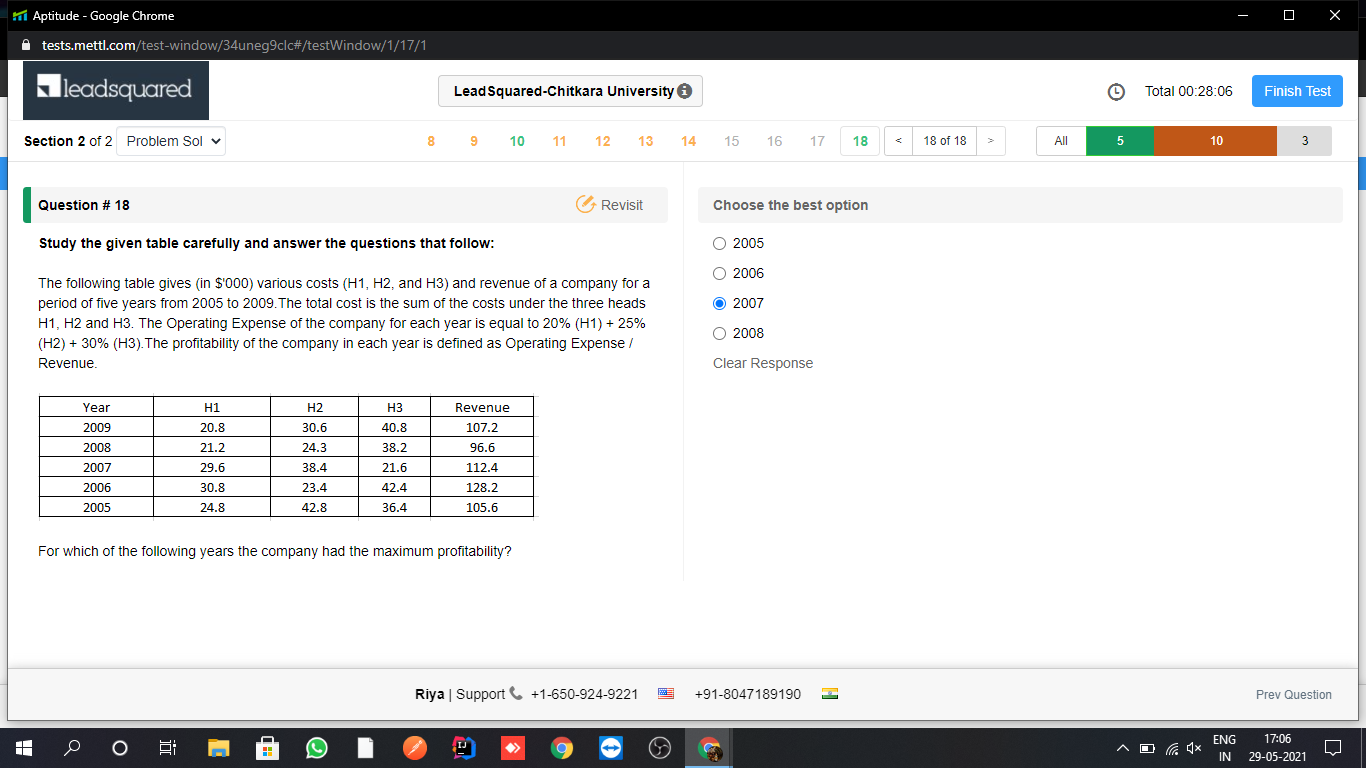 Aptitude - Google Chrome
tests.mettl.com/test-window/34uneg9clc#/testWindow/1/17/1
leadsquared
LeadSquared-Chitkara University
Total 00:28:06
Finish Test
Section 2 of 2 Problem Sol
8 9 10 11 12 13 14 15 16 17 18 < 18 of 18 >
All 5 10 3
Question # 18
Revisit
Study the given table carefully and answer the questions that follow:
The following table gives (in $'000) various costs (H1, H2, and H3) and revenue of a company for a
period of five years from 2005 to 2009.The total cost is the sum of the costs under the three heads
H1, H2 and H3. The Operating Expense of the company for each year is equal to 20% (H1) + 25%
(H2) + 30% (H3).The profitability of the company in each year is defined as Operating Expense /
Revenue.
Year H1 H2 H3 Revenue
2009 20.8 30.6 40.8 107.2
2008 21.2 24.3 38.2 96.6
2007 29.6 38.4 21.6 112.4
2006 30.8 23.4 42.4 128.2
2005 24.8 42.8 36.4 105.6
For which of the following years the company had the maximum profitability?
Choose the best option
2005
2006
2007
2008
Clear Response
Riya | Support +1-650-924-9221 +91-8047189190
Prev Question
ENG
IN
17:06
29-05-2021